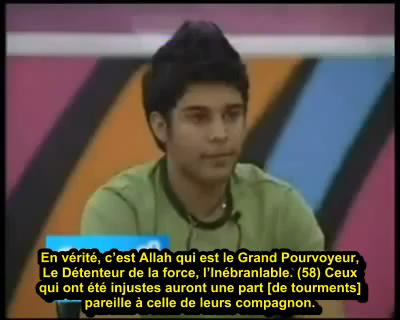 En vérité, c'est Allah qui est le Grand Pourvoyeur,
Le Détenteur de la force, l'Inébranlable. (58) Ceux
qui ont été injustes auront une part [de tourments]
pareille à celle de leurs compagnon.